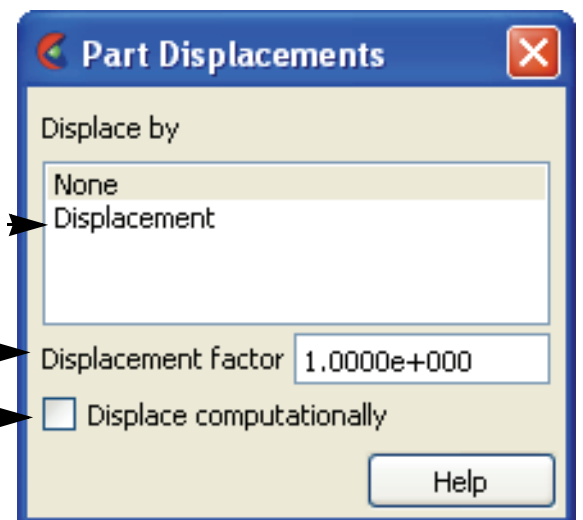 Part Displacements
Displace by
None
Displacement
Displacement factor 1.0000e+000
Displace computationally
Help